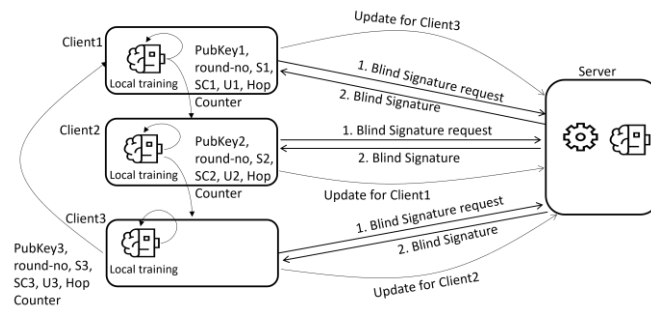 Client1
PubKey1,
round-no, S1,
SC1, U1, Hop
Counter
Local training
Update for Client3
1. Blind Signature request
2. Blind Signature
Server
Client2
PubKey2,
round-no, S2,
SC2, U2, Hop
Counter
Local training
1. Blind Signature request
2. Blind Signature
Update for Client1
Client3
Local training
PubKey3,
round-no, S3,
SC3, U3, Hop
Counter
1. Blind Signature request
2. Blind Signature
Update for Client2